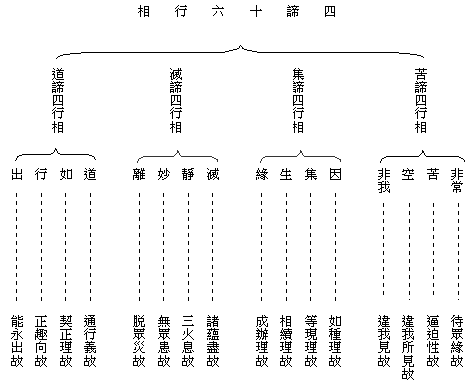 四諦十六行相
苦諦四行相
集諦四行相
滅諦四行相
道諦四行相
非常
苦
空
非我
因
集
生
緣
滅
靜
妙
離
道
如
行
出
待眾緣故
逼迫性故
違我所見故
違我見故
如種理故
等現理故
相續理故
成辦理故
諸蘊盡故
三火息故
無眾患故
脫眾災故
通行義故
契正理故
正趣向故
能永出故